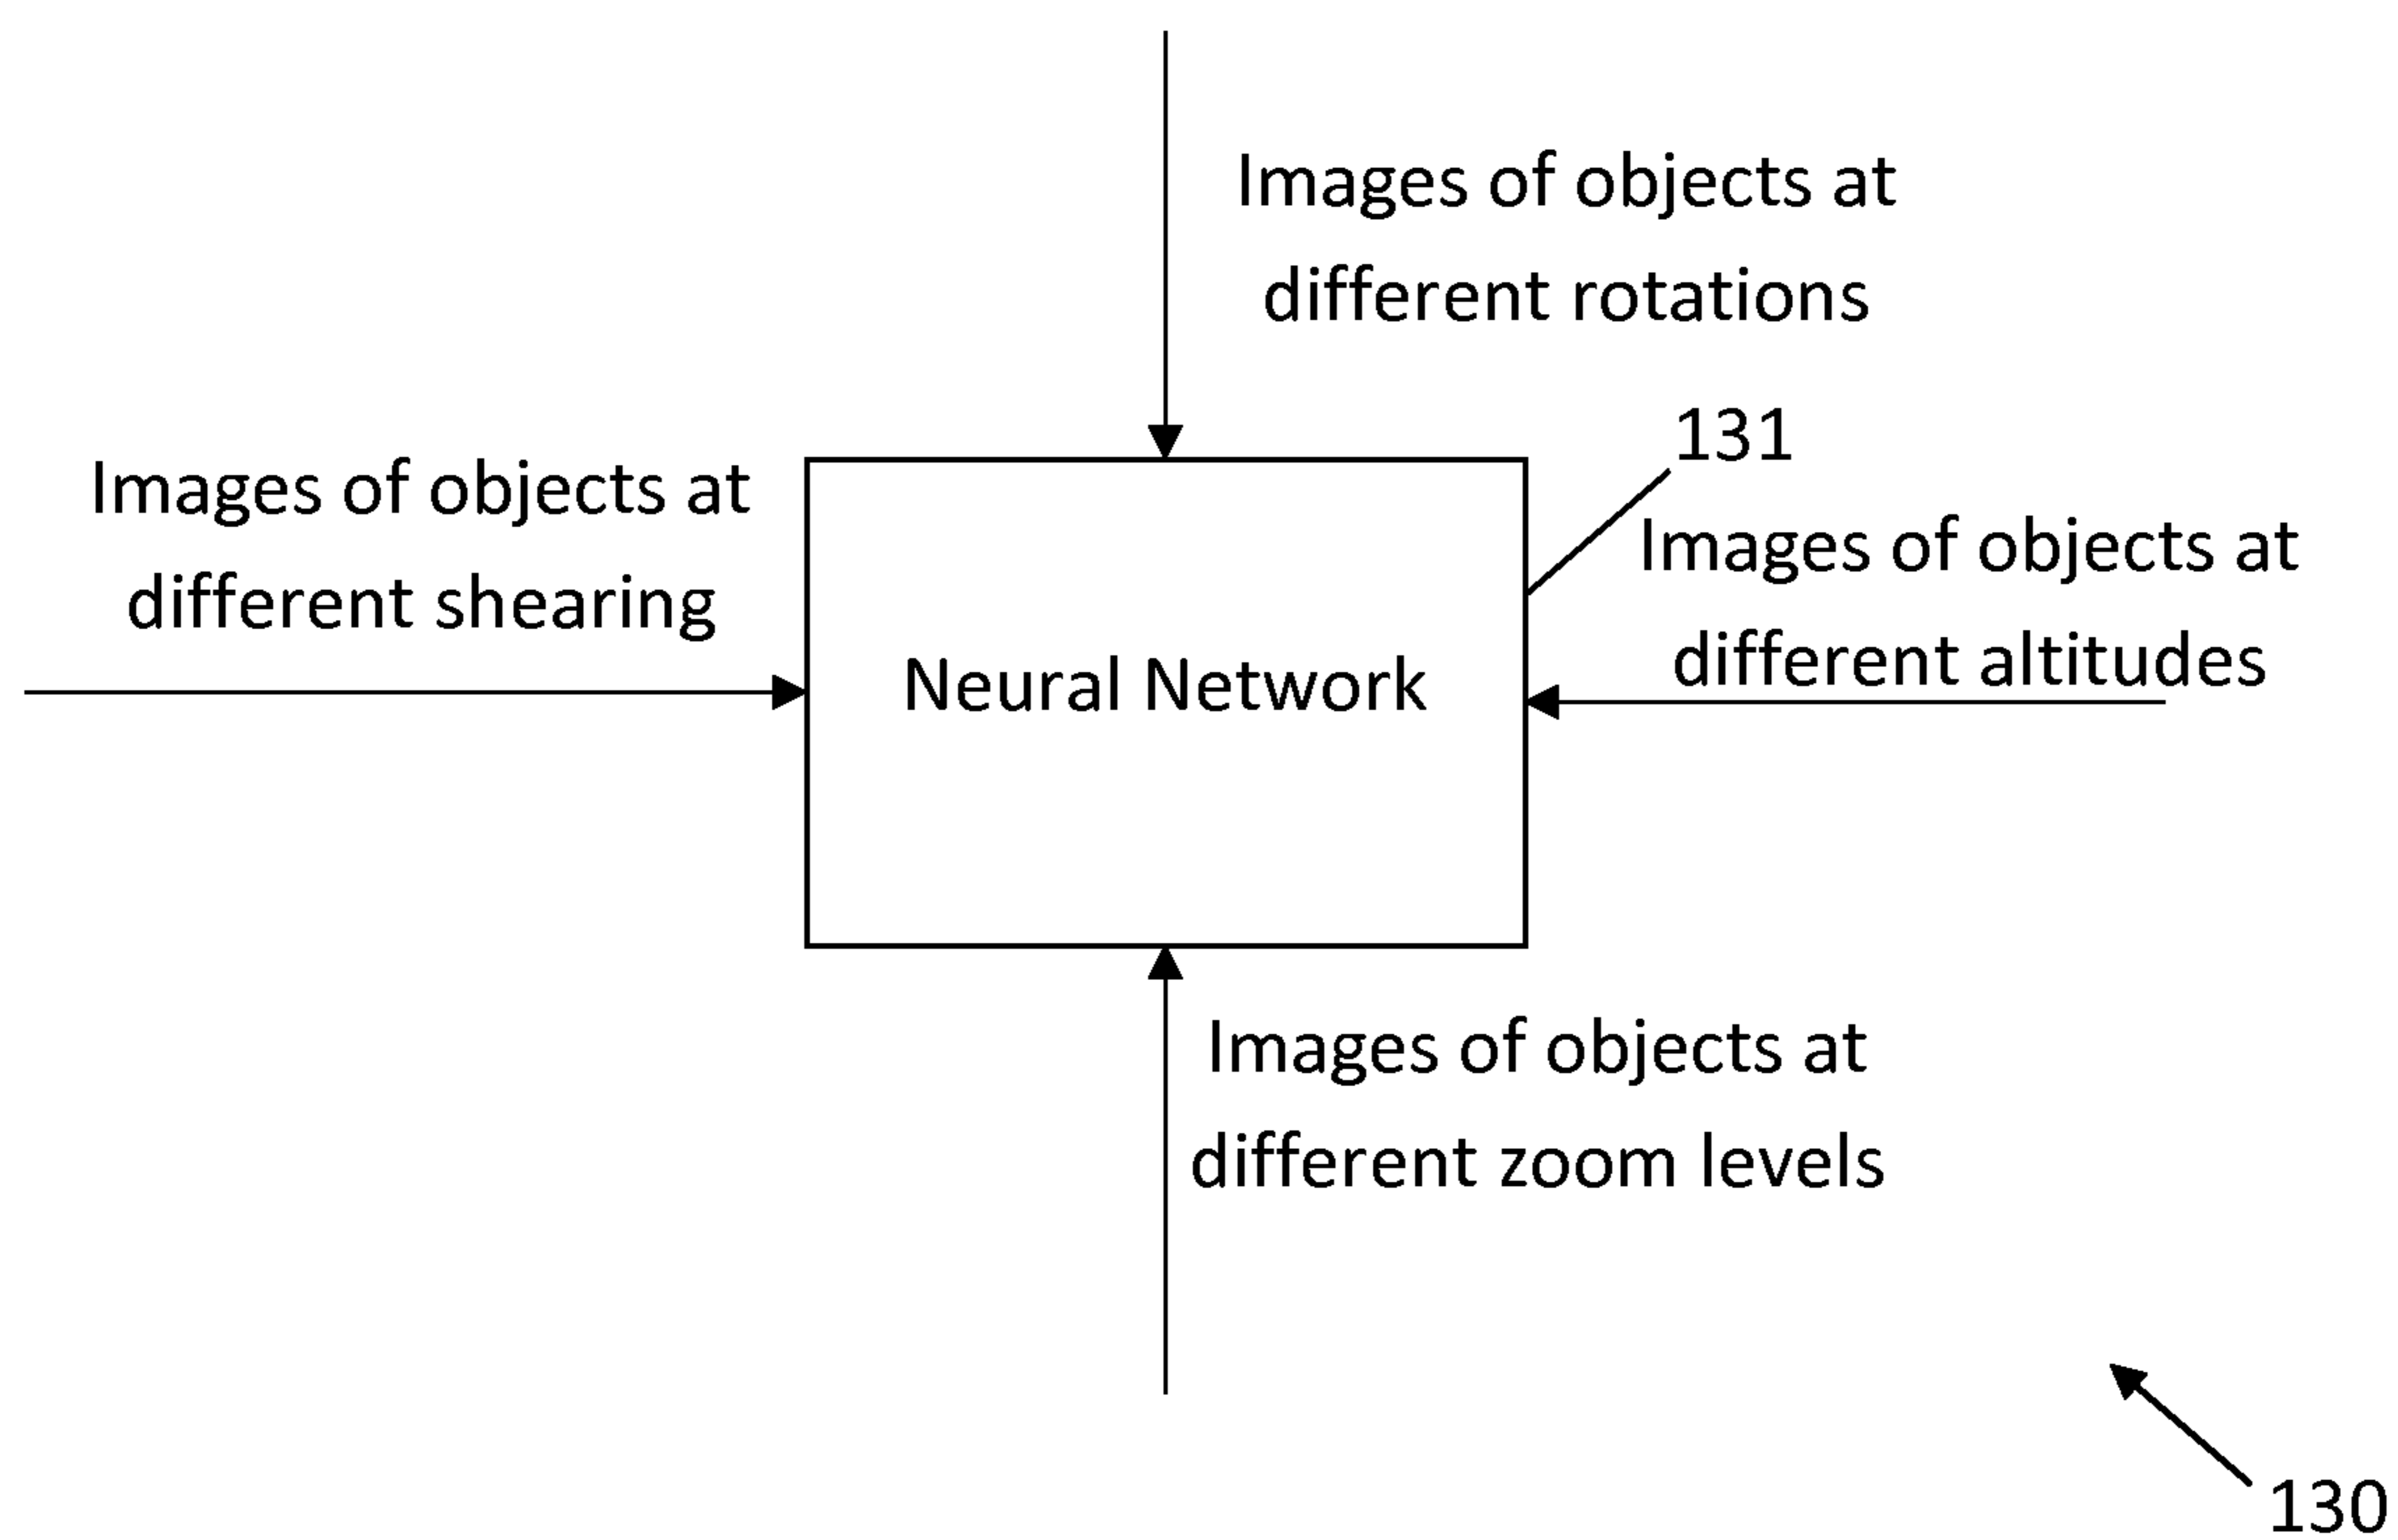 Images of objects at
different rotations
131
Images of objects at
different shearing
Images of objects at
different altitudes
Neural Network
Images of objects at
different zoom levels
130